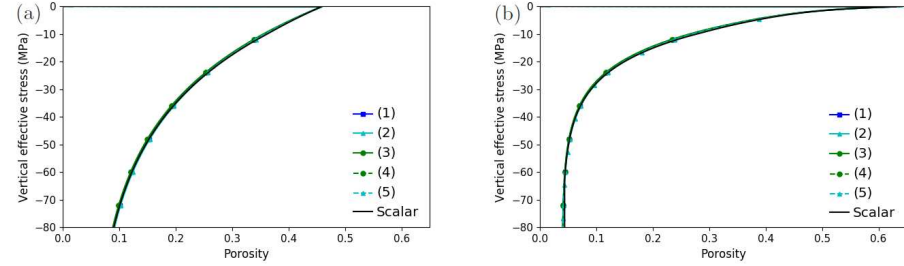 (a)
0
−10
−20
−30
−40
−50
−60
−70
−80
Vertical effective stress (MPa)
0.0 0.1 0.2 0.3 0.4 0.5 0.6
Porosity
(1)
(2)
(3)
(4)
(5)
Scalar
(b)
0
−10
−20
−30
−40
−50
−60
−70
−80
Vertical effective stress (MPa)
0.0 0.1 0.2 0.3 0.4 0.5 0.6
Porosity
(1)
(2)
(3)
(4)
(5)
Scalar